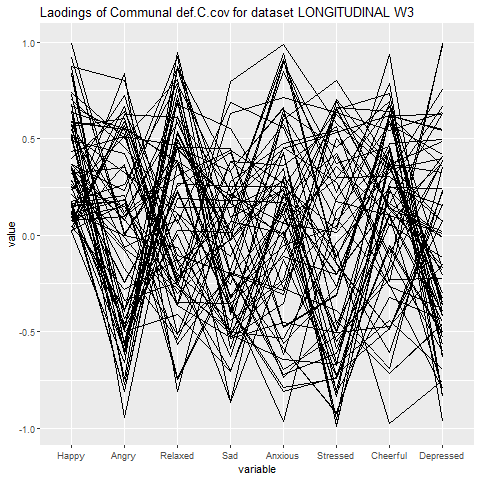 Laodings of Communal def.C.cov for dataset LONGITUDINAL W3
1.0
0.5
0.0
-0.5
-1.0
value
Happy Angry Relaxed Sad Anxious Stressed Cheerful Depressed
variable